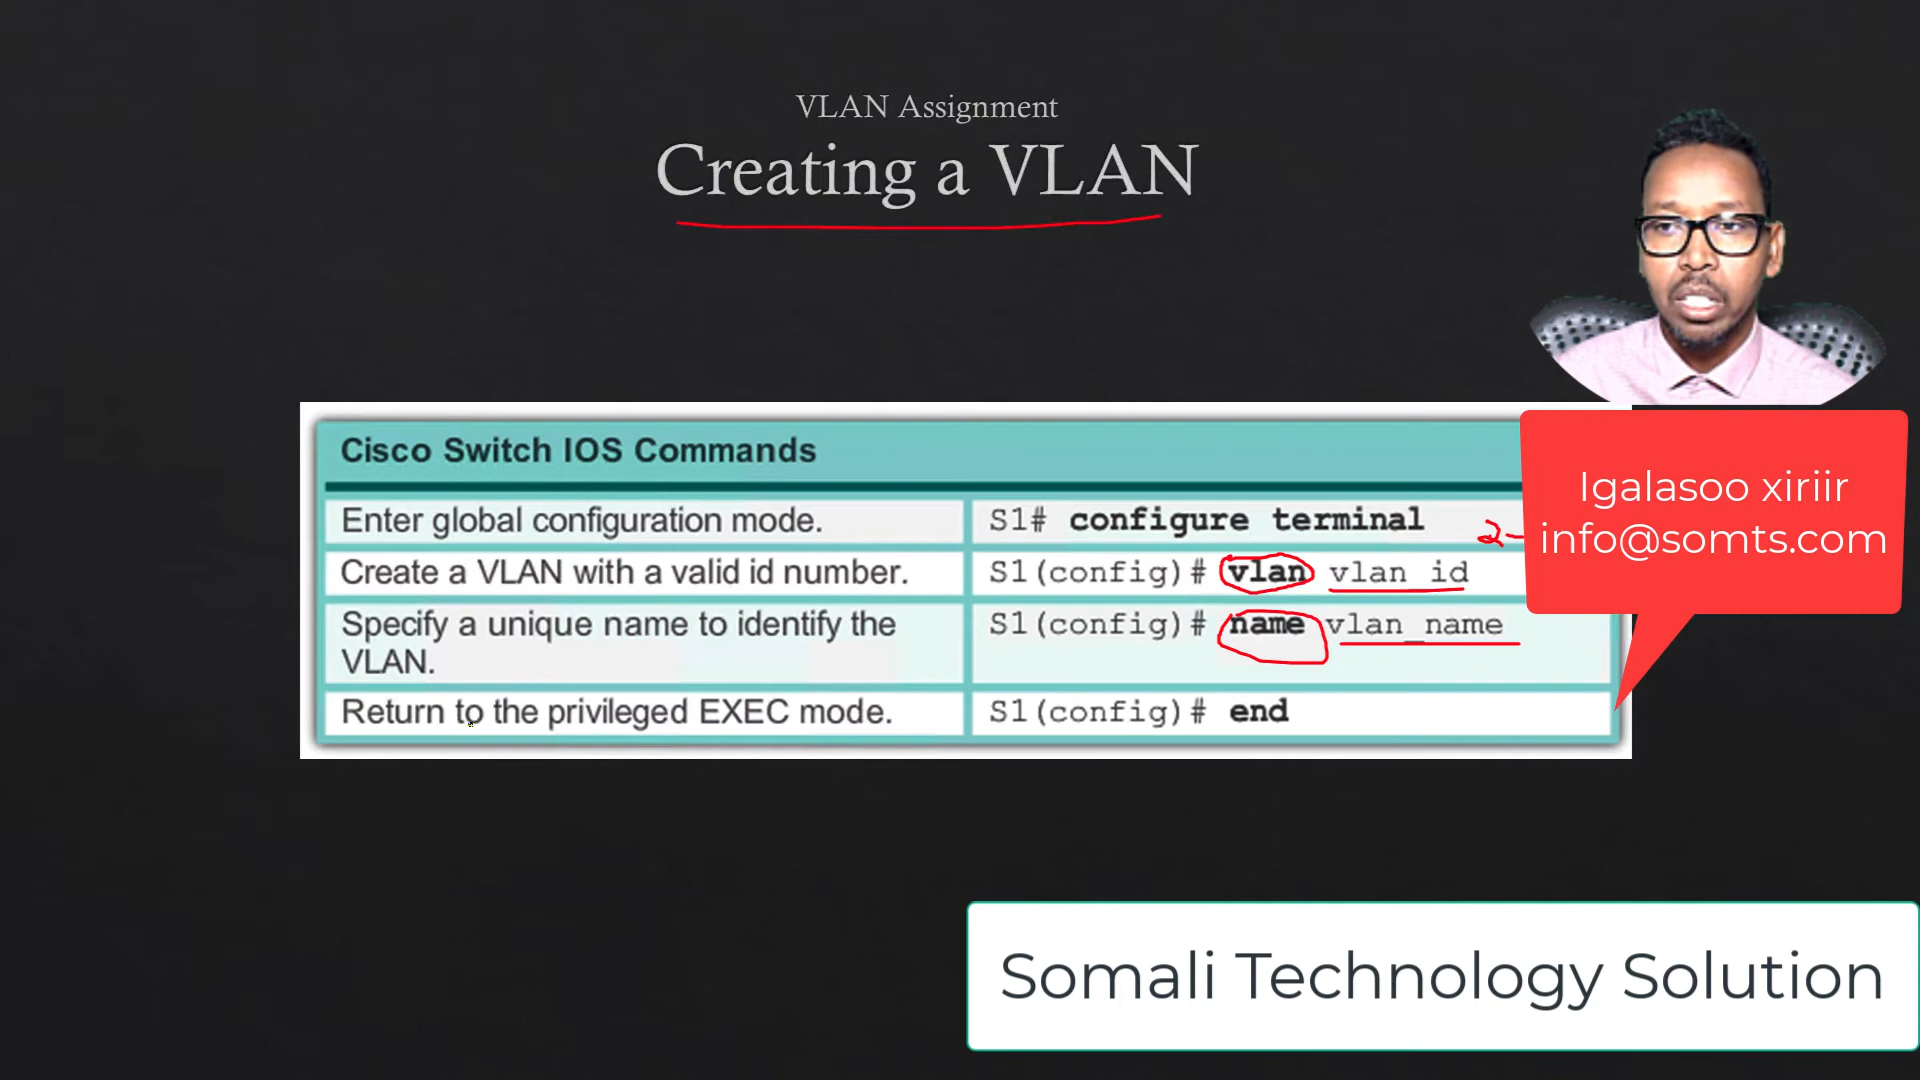 VLAN Assignment
Creating a VLAN
Cisco Switch IOS Commands
Enter global configuration mode.
S1# configure terminal
2-
Create a VLAN with a valid id number.
S1(config)# vlan vlan_id
Specify a unique name to identify the
VLAN.
S1(config)# name vlan_name
Return to the privileged EXEC mode.
S1(config)# end
Igalasoo xiriir
info@somts.com
Somali Technology Solution